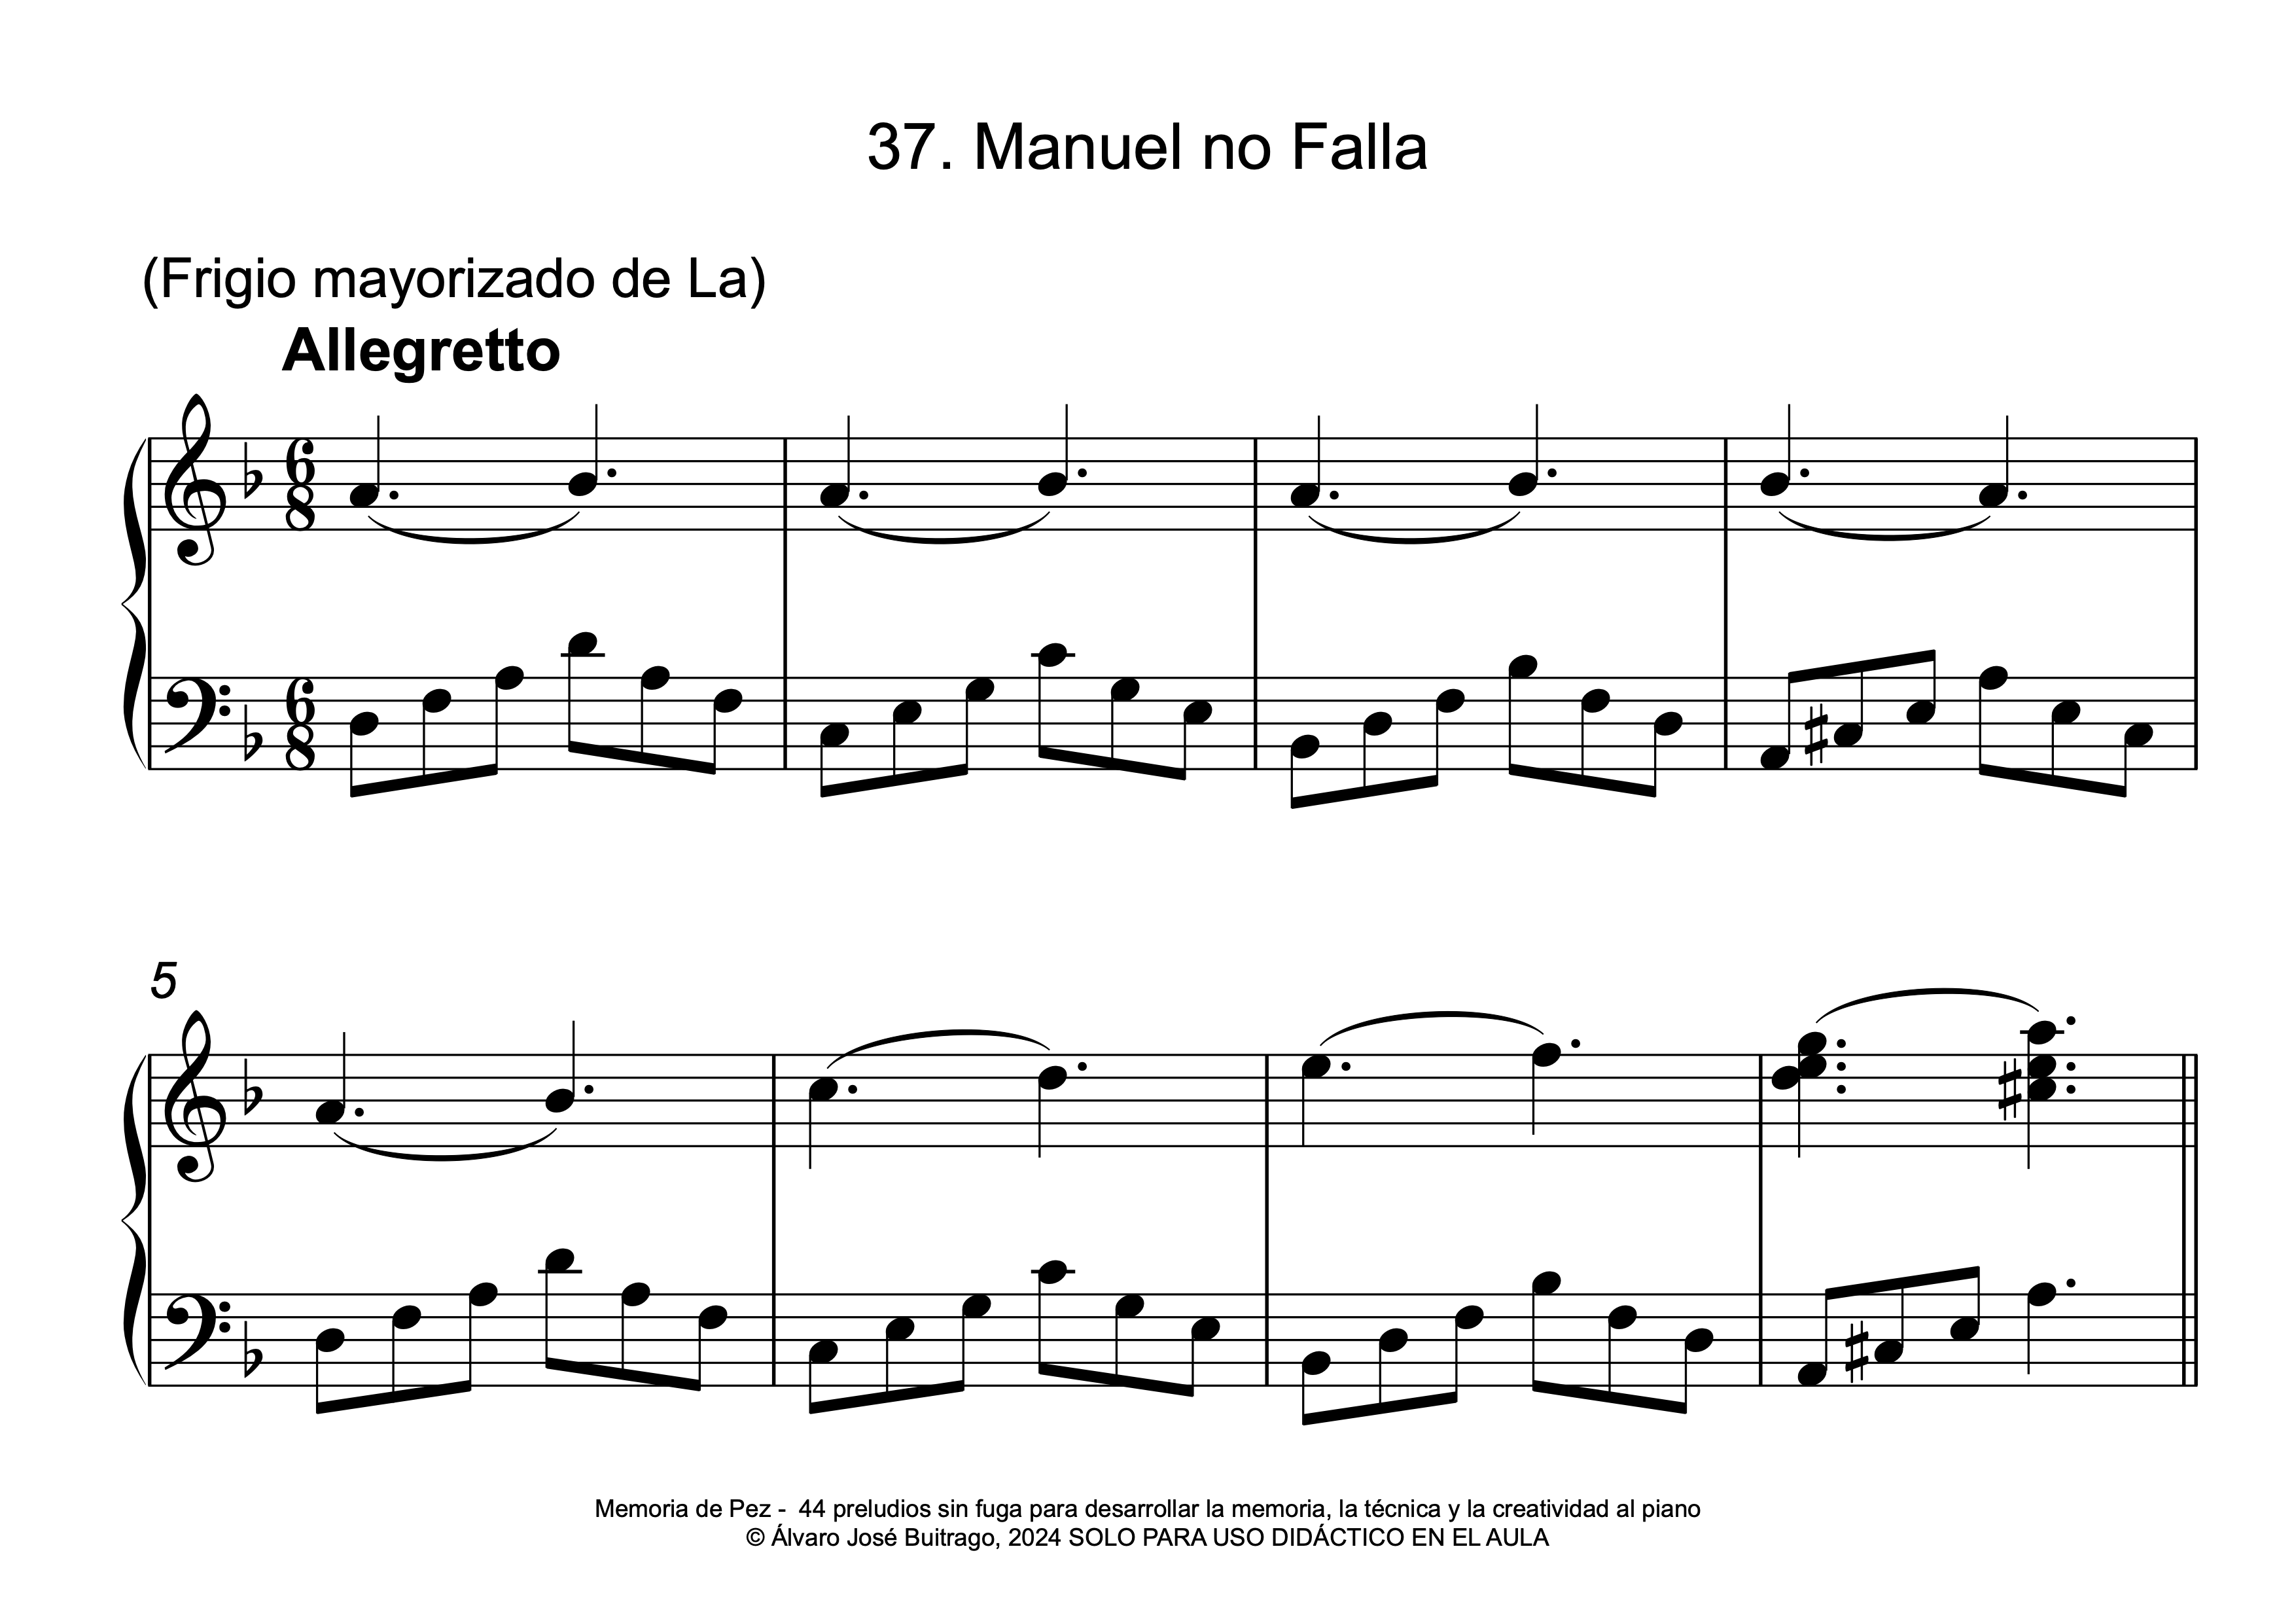 37. Manuel no Falla
(Frigio mayorizado de La)
Allegretto
6
8
6
8
5
Memoria de Pez - 44 preludios sin fuga para desarrollar la memoria, la técnica y la creatividad al piano
© Álvaro José Buitrago, 2024 SOLO PARA USO DIDÁCTICO EN EL AULA